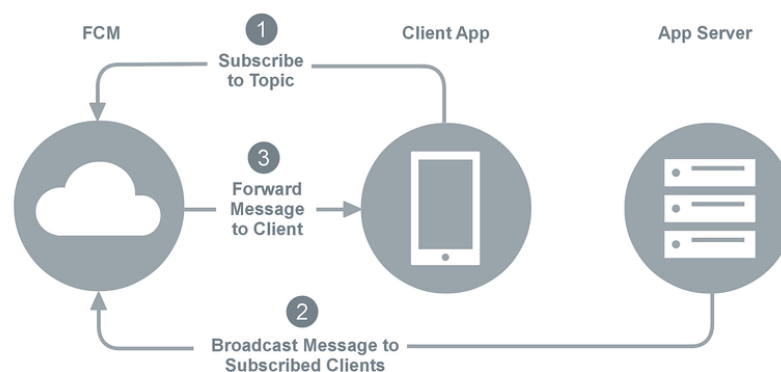 FCM
1
Client App
App Server
Subscribe
to Topic
3
Forward
Message
to Client
2
Broadcast Message to
Subscribed Clients